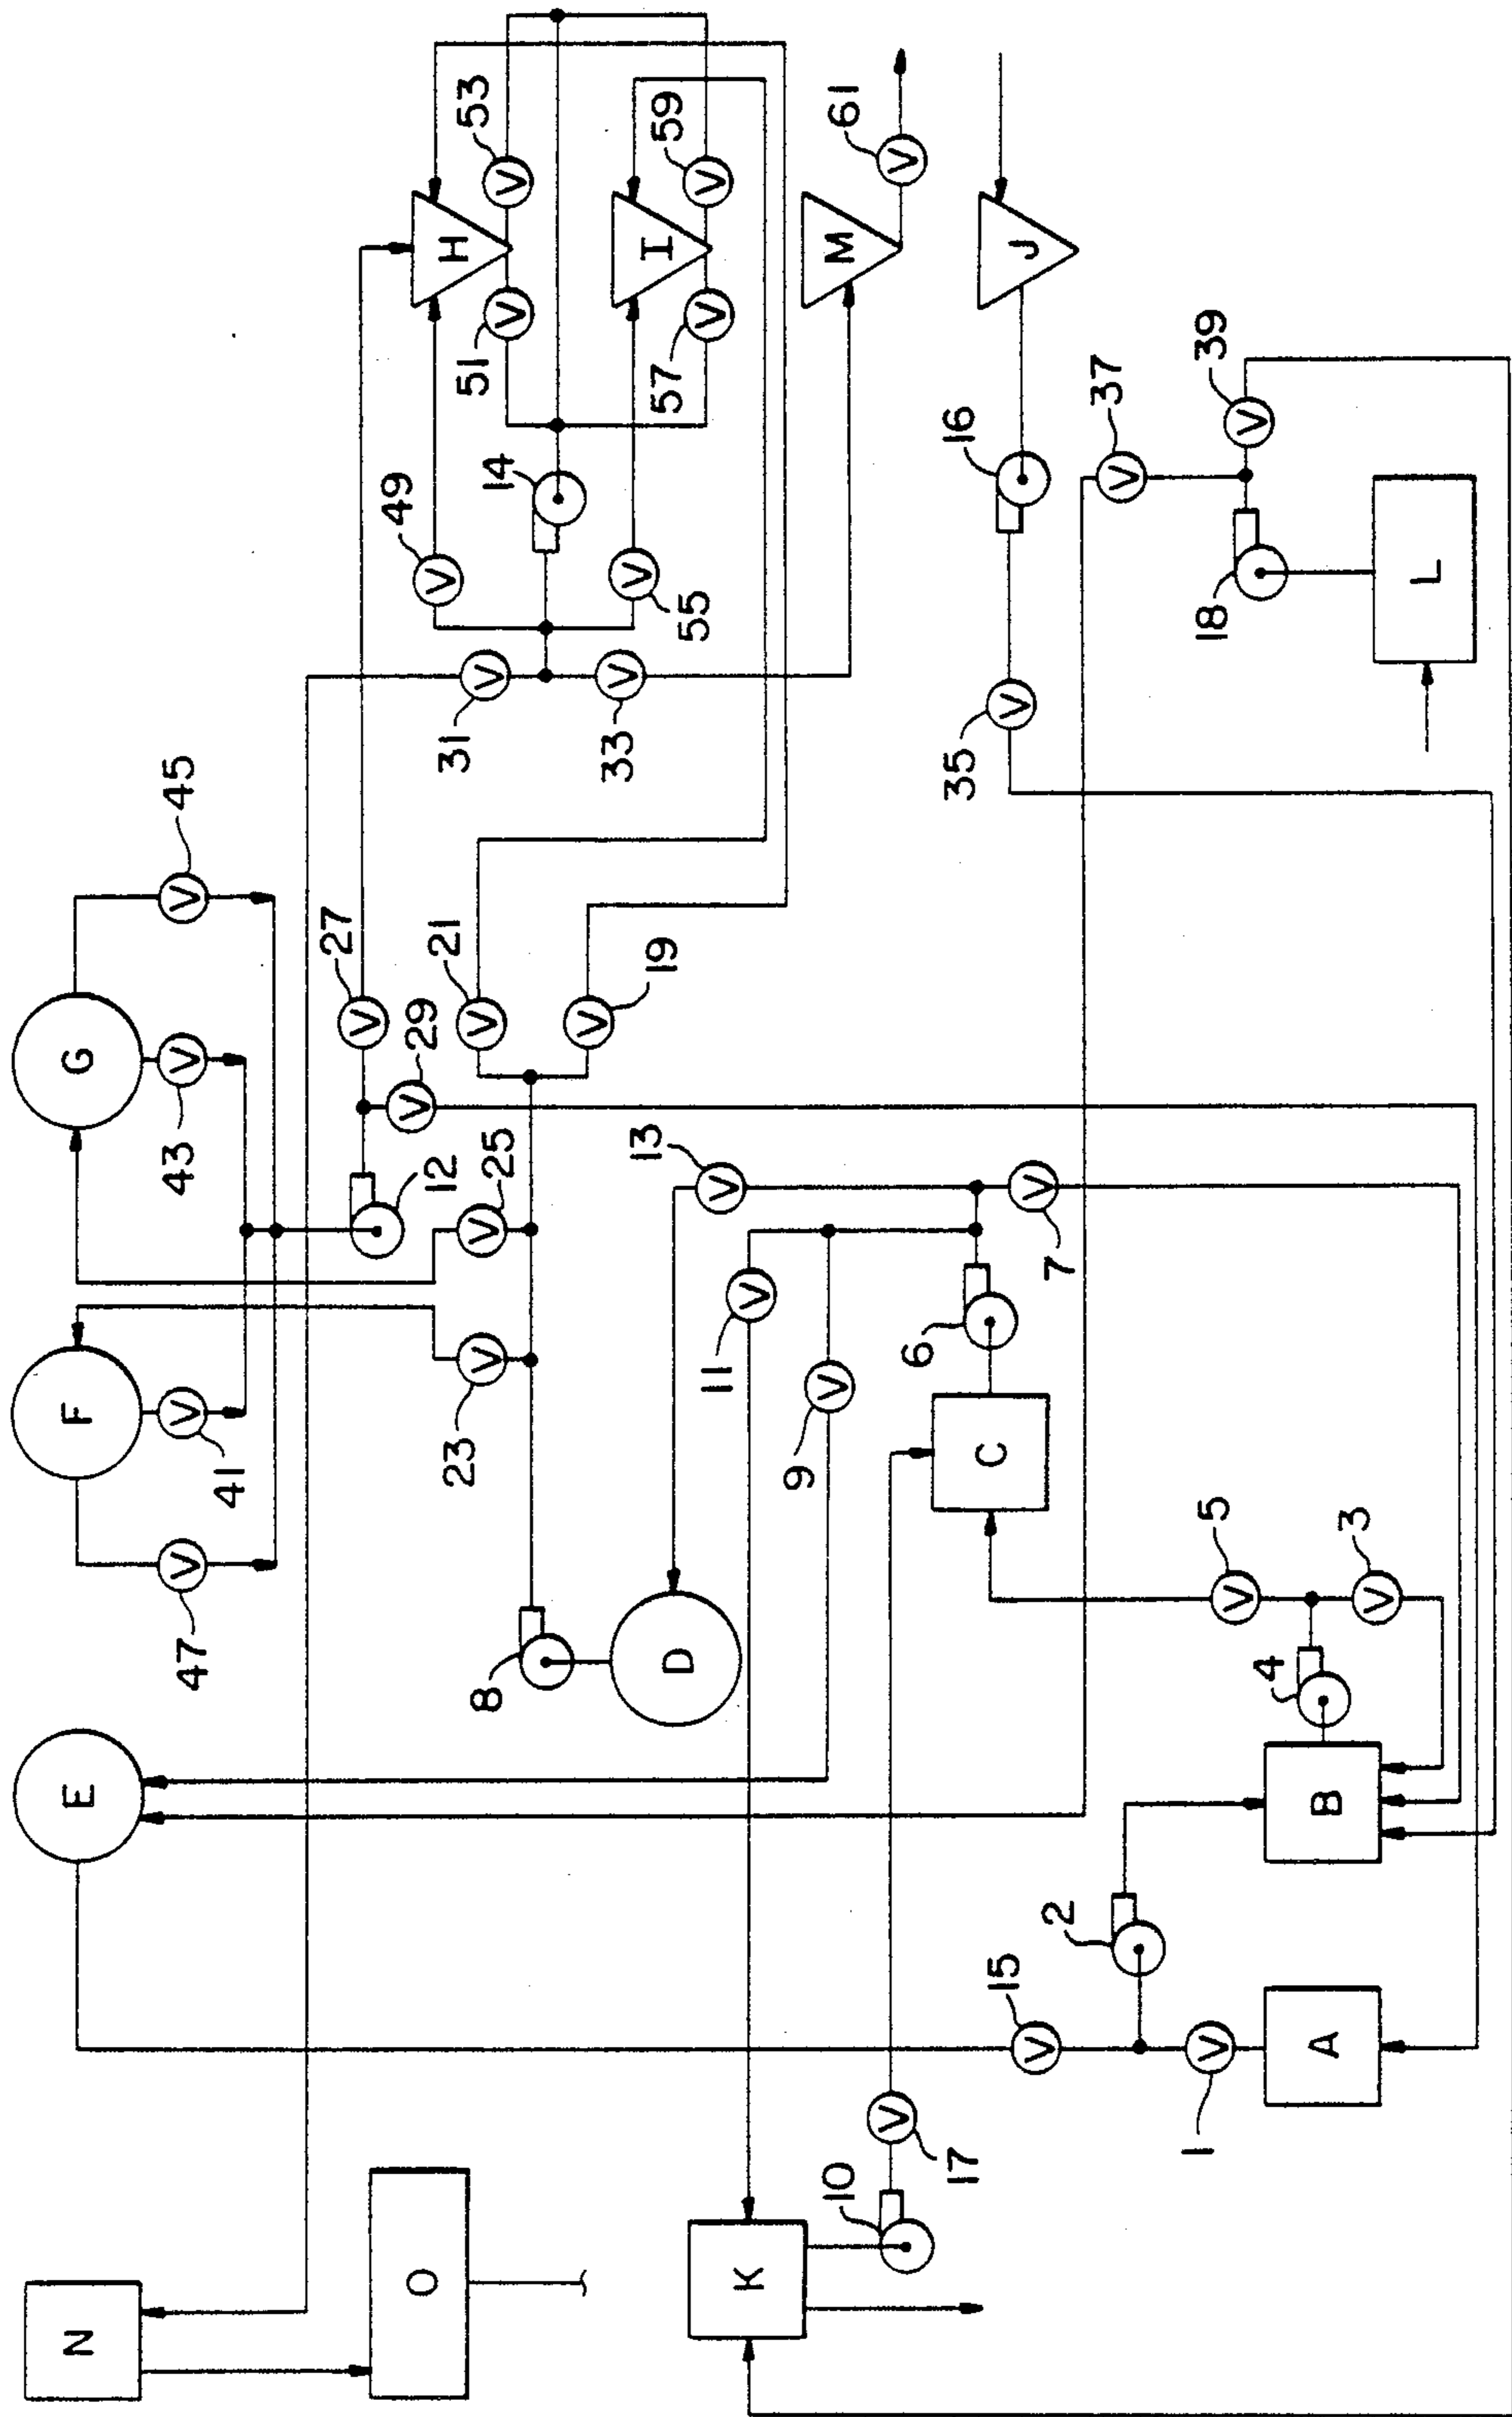 N
E
F
G
47
V
V
41
43
V
V
45
O
12
V
27
V
29
49
V
H
V
51
V
53
8
23
V
V
25
V
21
31
V
14
V
19
V
33
V
55
I
V
57
V
59
D
K
11
V
13
V
9
V
10
V
17
M
V
61
C
6
V
7
35
V
16
J
15
V
2
V
37
1
V
5
V
18
V
39
A
B
4
V
3
L